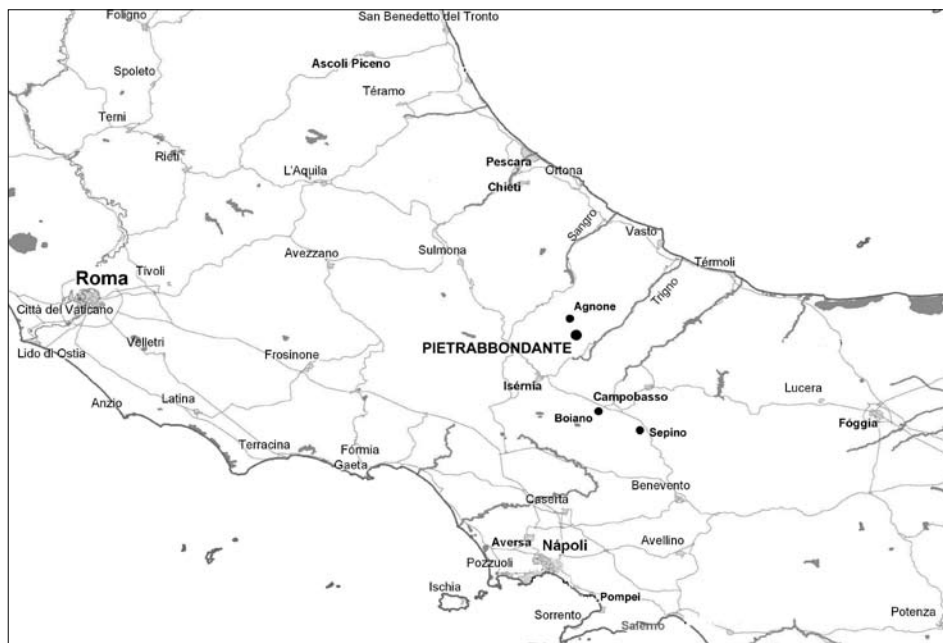 Foligno
San Benedetto del Tronto
Spoleto
Ascoli Piceno
Téramo
Terni
Rieti
L'Aquila
Pescara
Ortona
Chieti
Sangro
Vasto
Avezzano
Sulmona
Térmoli
Tívoli
Roma
Trigno
Città del Vaticano
Agnone
Velletri
PIETRABBONDANTE
Lido di Ostia
Frosinone
Isérnia
Campobasso
Lucera
Anzio
Latina
Boiano
Fóggia
Sepino
Terracina
Fórmia
Gaeta
Benevento
Caserta
Aversa
Nápoli
Avellino
Pozzuoli
Ischia
Pompei
Sorrento
Salerno
Potenza